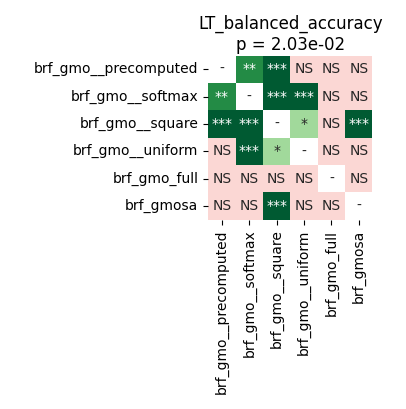 LT_balanced_accuracy
p = 2.03e-02
brf_gmo__precomputed - ** *** NS NS NS
brf_gmo__softmax ** - *** *** NS NS
brf_gmo__square *** *** - * NS ***
brf_gmo__uniform NS *** * - NS NS
brf_gmo_full NS NS NS NS - NS
brf_gmosa NS NS *** NS NS -
brf_gmo__precomputed
brf_gmo__softmax
brf_gmo__square
brf_gmo__uniform
brf_gmo_full
brf_gmosa